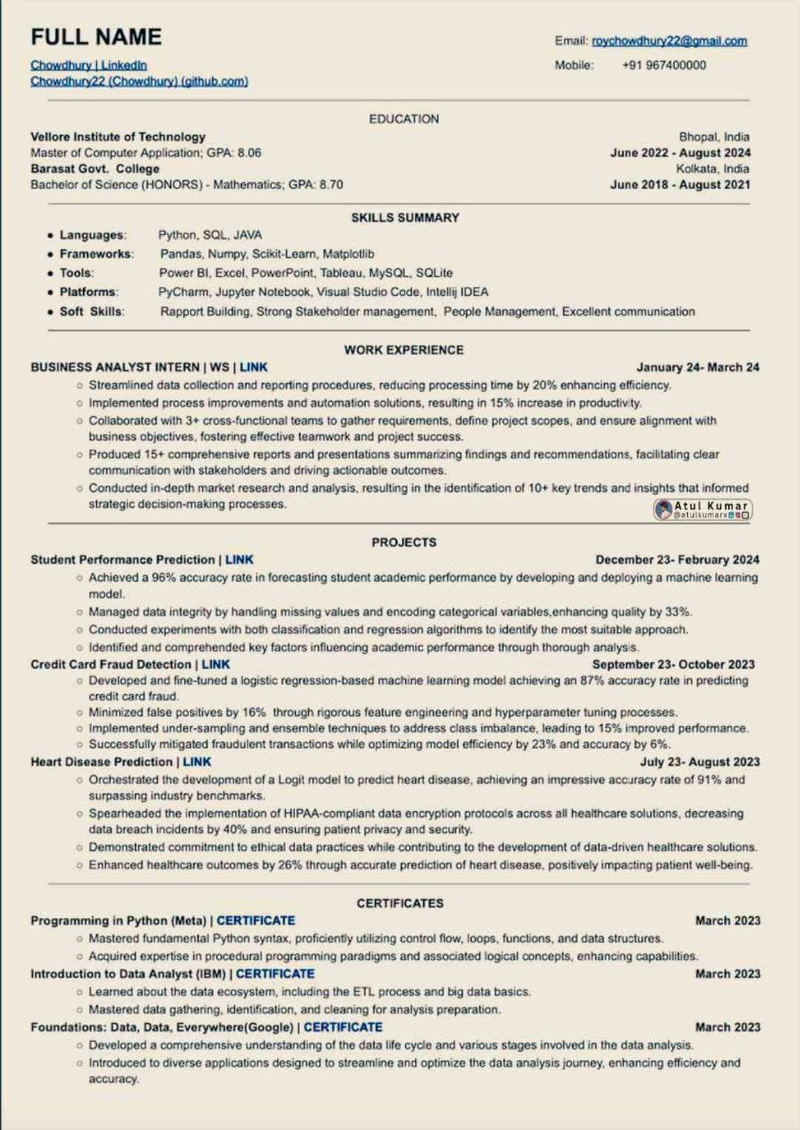 FULL NAME
Email: roychowdhury22@gmail.com
Chowdhury | LinkedIn
Mobile: +91 967400000
Chowdhury22 (Chowdhury) (github.com)
EDUCATION
Vellore Institute of Technology Bhopal, India
Master of Computer Application; GPA: 8.06 June 2022 - August 2024
Barasat Govt. College Kolkata, India
Bachelor of Science (HONORS) - Mathematics; GPA: 8.70 June 2018 - August 2021
SKILLS SUMMARY
• Languages: Python, SQL, JAVA
• Frameworks: Pandas, Numpy, Scikit-Learn, Matplotlib
• Tools: Power BI, Excel, PowerPoint, Tableau, MySQL, SQLite
• Platforms: PyCharm, Jupyter Notebook, Visual Studio Code, Intellij IDEA
• Soft Skills: Rapport Building, Strong Stakeholder management, People Management, Excellent communication
WORK EXPERIENCE
BUSINESS ANALYST INTERN | WS | LINK January 24- March 24
○ Streamlined data collection and reporting procedures, reducing processing time by 20% enhancing efficiency.
○ Implemented process improvements and automation solutions, resulting in 15% increase in productivity.
○ Collaborated with 3+ cross-functional teams to gather requirements, define project scopes, and ensure alignment with
business objectives, fostering effective teamwork and project success.
○ Produced 15+ comprehensive reports and presentations summarizing findings and recommendations, facilitating clear
communication with stakeholders and driving actionable outcomes.
○ Conducted in-depth market research and analysis, resulting in the identification of 10+ key trends and insights that informed
strategic decision-making processes.
Atul Kumar
@atulkumarx
PROJECTS
Student Performance Prediction | LINK December 23- February 2024
○ Achieved a 96% accuracy rate in forecasting student academic performance by developing and deploying a machine learning
model.
○ Managed data integrity by handling missing values and encoding categorical variables,enhancing quality by 33%.
○ Conducted experiments with both classification and regression algorithms to identify the most suitable approach.
○ Identified and comprehended key factors influencing academic performance through thorough analysis.
Credit Card Fraud Detection | LINK September 23- October 2023
○ Developed and fine-tuned a logistic regression-based machine learning model achieving an 87% accuracy rate in predicting
credit card fraud.
○ Minimized false positives by 16% through rigorous feature engineering and hyperparameter tuning processes.
○ Implemented under-sampling and ensemble techniques to address class imbalance, leading to 15% improved performance.
○ Successfully mitigated fraudulent transactions while optimizing model efficiency by 23% and accuracy by 6%.
Heart Disease Prediction | LINK July 23- August 2023
○ Orchestrated the development of a Logit model to predict heart disease, achieving an impressive accuracy rate of 91% and
surpassing industry benchmarks.
○ Spearheaded the implementation of HIPAA-compliant data encryption protocols across all healthcare solutions, decreasing
data breach incidents by 40% and ensuring patient privacy and security.
○ Demonstrated commitment to ethical data practices while contributing to the development of data-driven healthcare solutions.
○ Enhanced healthcare outcomes by 26% through accurate prediction of heart disease, positively impacting patient well-being.
CERTIFICATES
Programming in Python (Meta) | CERTIFICATE March 2023
○ Mastered fundamental Python syntax, proficiently utilizing control flow, loops, functions, and data structures.
○ Acquired expertise in procedural programming paradigms and associated logical concepts, enhancing capabilities.
Introduction to Data Analyst (IBM) | CERTIFICATE March 2023
○ Learned about the data ecosystem, including the ETL process and big data basics.
○ Mastered data gathering, identification, and cleaning for analysis preparation.
Foundations: Data, Data, Everywhere(Google) | CERTIFICATE March 2023
○ Developed a comprehensive understanding of the data life cycle and various stages involved in the data analysis.
○ Introduced to diverse applications designed to streamline and optimize the data analysis journey, enhancing efficiency and
accuracy.